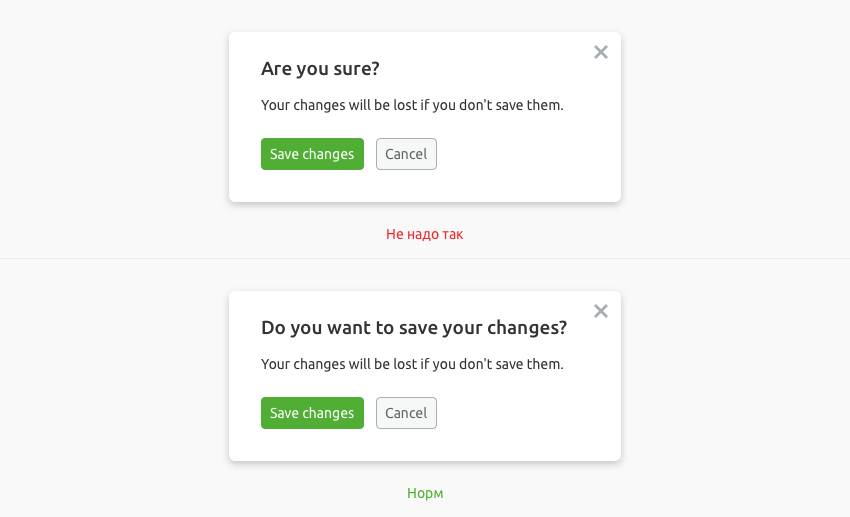 Are you sure?
Your changes will be lost if you don't save them.
Save changes Cancel
Не надо так
Do you want to save your changes?
Your changes will be lost if you don't save them.
Save changes Cancel
Норм